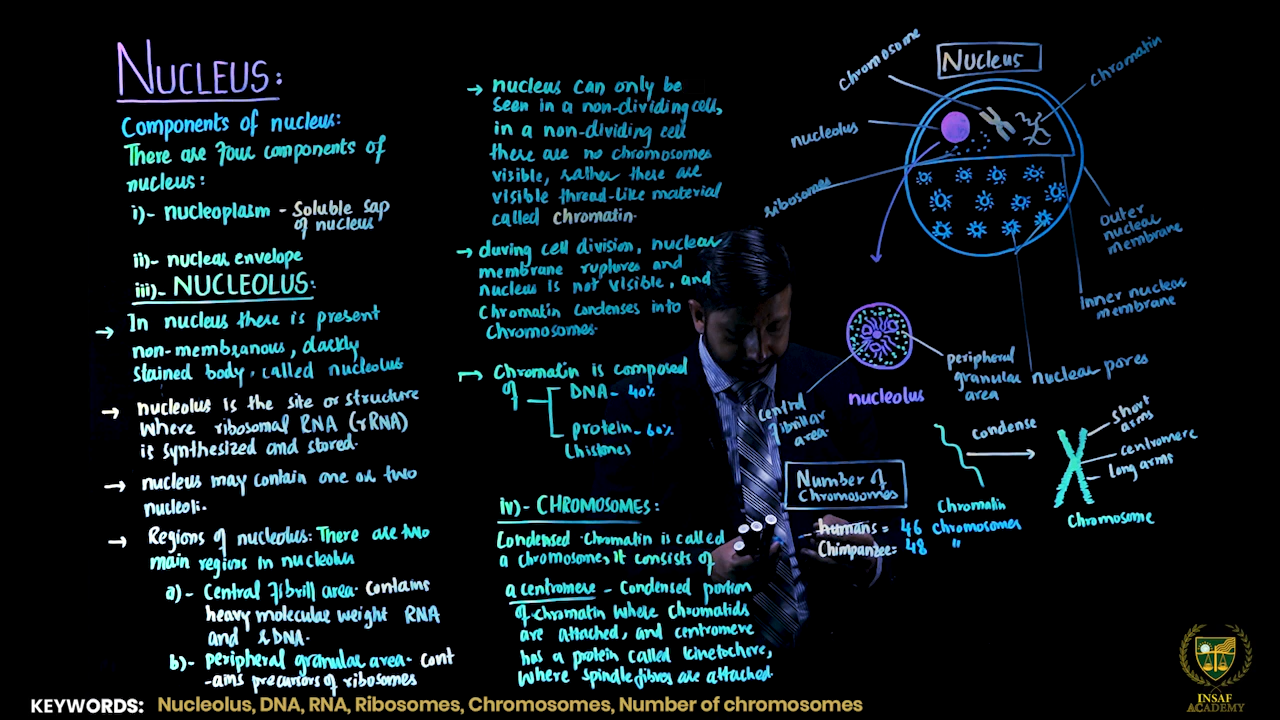 NUCLEUS:
Components of nucleus:
There are four components of
nucleus:
i)- nucleoplasm - Soluble sap
of nucleus
ii)- nuclear envelope
iii)- NUCLEOLUS:
→ In nucleus there is present
non-membranous, darkly
stained body, called nucleolus
→ nucleolus is the site or structure
where ribosomal RNA (rRNA)
is synthesized and stored.
→ nucleus may contain one or two
nucleoli.
→ Regions of nucleolus: There are two
main regions in nucleolus
a)- Central fibrill area. Contains
heavy molecular weight RNA
and rDNA.
b)- peripheral granular area- Cont
-ains precursors of ribosomes
→ nucleus can only be
seen in a non-dividing cell,
in a non-dividing cell
there are no chromosomes
visible, rather there are
visible thread-like material
called chromatin.
→ during cell division, nuclear
membrane ruptures and
nucleus is not visible, and
Chromatin condenses into
Chromosomes.
→ Chromatin is composed
of
DNA- 40%
protein - 60%
Chistones
iv)- CHROMOSOMES:
Condensed chromatin is called
a chromosome, It consists of
a centromere - Condensed portion
of chromatin where chromatids
are attached, and centromere
has a protein called kinetochere,
where spindle fibres are attached.
Nucleus
chromosome
chromatin
nucleolus
ribosomes
outer
nuclear
membrane
Inner nuclear
membrane
nuclear pores
peripheral
granular
area
central
fibrillar
area.
nucleolus
Condense
Chromatin
short
arms
centromere
long arms
Chromosome
Number of
Chromosomes
humans = 46 Chromosomes
Chimpanzee= 48 "
KEYWORDS: Nucleolus, DNA, RNA, Ribosomes, Chromosomes, Number of chromosomes
INSAF
ACADEMY